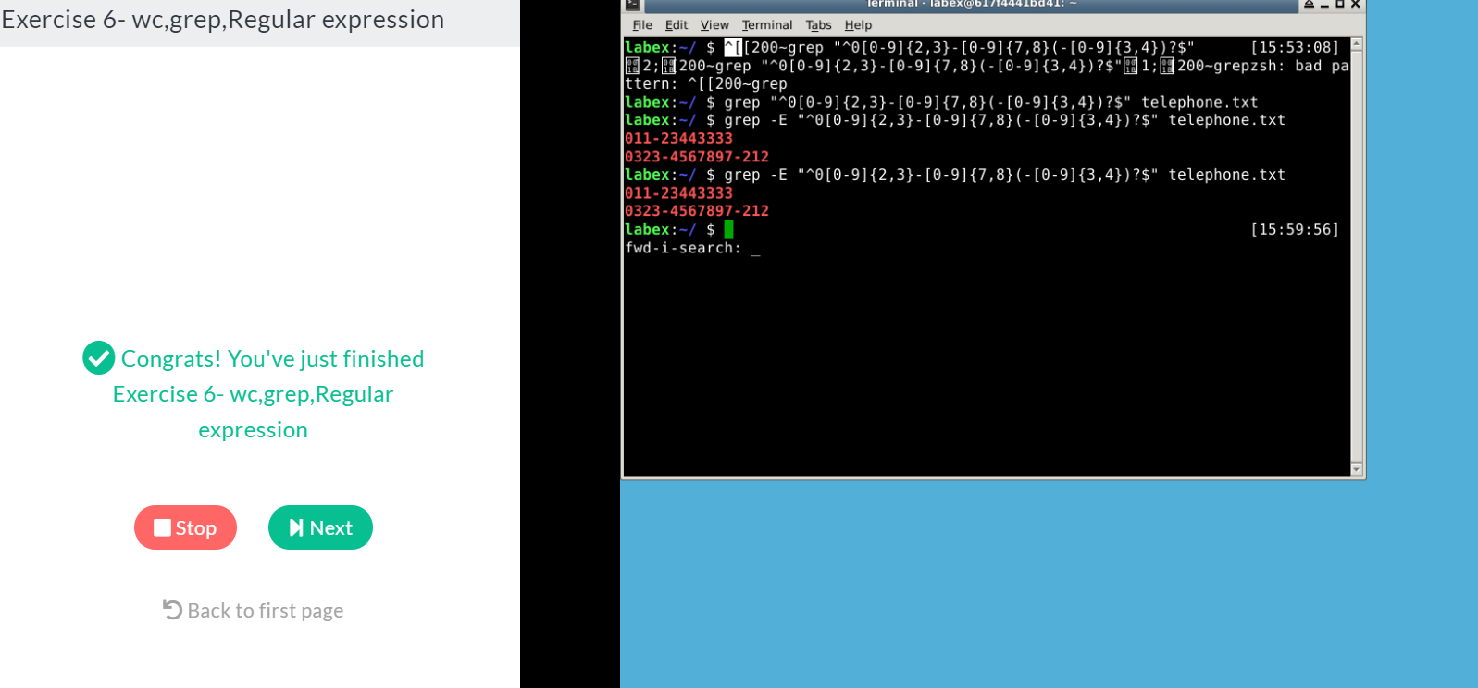 Exercise 6- wc,grep,Regular expression
Congrats! You've just finished
Exercise 6- wc,grep,Regular
expression
Stop
Next
Back to first page
Terminal - labex@617f4441bd41: ~
File Edit View Terminal Tabs Help
labex:~/ $ ^[[200~grep "^0[0-9]{2,3}-[0-9]{7,8}(-[0-9]{3,4})?$" [15:53:08]
2;200~grep "^0[0-9]{2,3}-[0-9]{7,8}(-[0-9]{3,4})?$"1;200~grepzsh: bad pa
ttern: ^[[200~grep
labex:~/ $ grep "^0[0-9]{2,3}-[0-9]{7,8}(-[0-9]{3,4})?$" telephone.txt
labex:~/ $ grep -E "^0[0-9]{2,3}-[0-9]{7,8}(-[0-9]{3,4})?$" telephone.txt
011-23443333
0323-4567897-212
labex:~/ $ grep -E "^0[0-9]{2,3}-[0-9]{7,8}(-[0-9]{3,4})?$" telephone.txt
011-23443333
0323-4567897-212
labex:~/ $ [15:59:56]
fwd-i-search: _